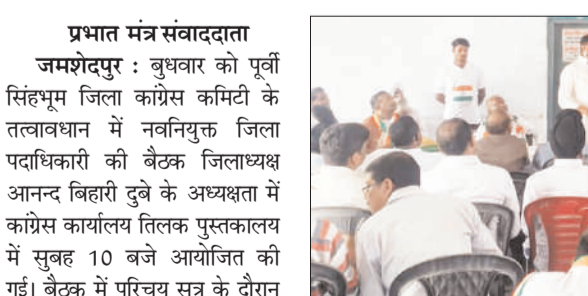 प्रभात मंत्र संवाददाता
जमशेदपुर : बुधवार को पूर्वी
सिंहभूम जिला कांग्रेस कमिटी के
तत्वावधान में नवनियुक्त जिला
पदाधिकारी की बैठक जिलाध्यक्ष
आनन्द बिहारी दुबे के अध्यक्षता में
कांग्रेस कार्यालय तिलक पुस्तकालय
में सुबह 10 बजे आयोजित की
गई। बैठक में परिचय सत्र के दौरान